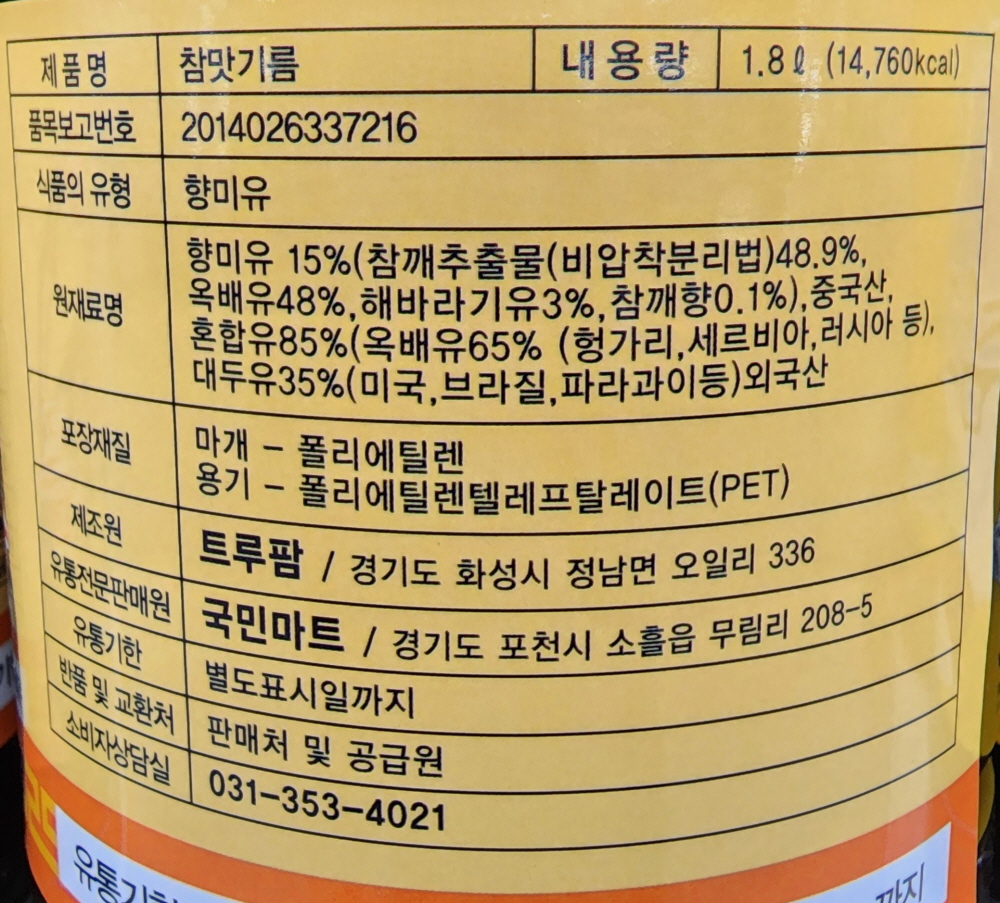 제품명 참맛기름 내용량 1.8ℓ (14,760kcal)
품목보고번호 2014026337216
식품의 유형 향미유
원재료명 향미유 15%(참깨추출물(비압착분리법)48.9%,
옥배유48%,해바라기유3%,참깨향0.1%),중국산,
혼합유85%(옥배유65% (헝가리,세르비아,러시아 등),
대두유35%(미국,브라질,파라과이등)외국산
포장재질 마개 - 폴리에틸렌
용기 - 폴리에틸렌텔레프탈레이트(PET)
제조원 트루팜 / 경기도 화성시 정남면 오일리 336
유통전문판매원 국민마트 / 경기도 포천시 소흘읍 무림리 208-5
유통기한 별도표시일까지
반품 및 교환처 판매처 및 공급원
소비자상담실 031-353-4021
까지